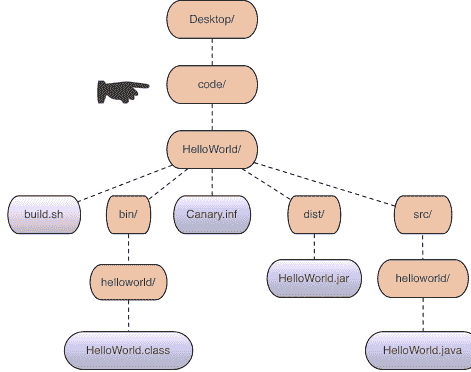 Desktop/
code/
HelloWorld/
build.sh
bin/
Canary.inf
dist/
src/
helloworld/
HelloWorld.jar
helloworld/
HelloWorld.class
HelloWorld.java